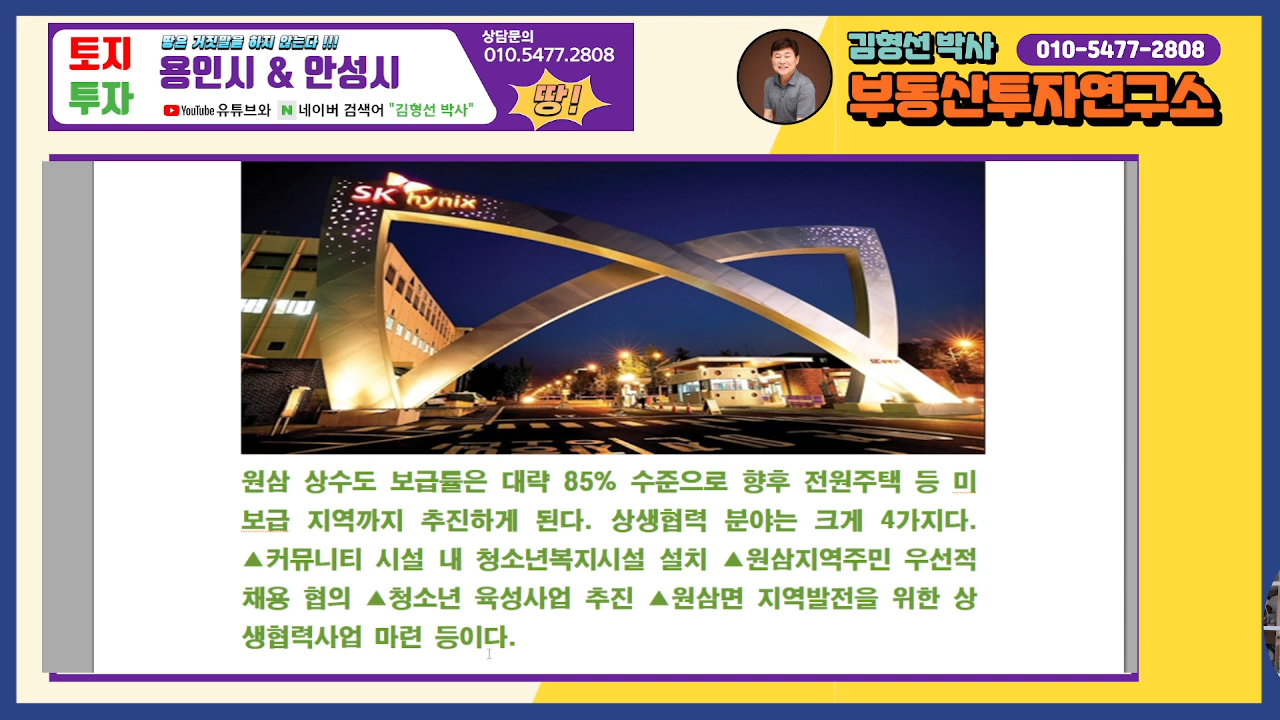 토지
투자
땅은 거짓말을 하지 않는다 !!!
용인시 & 안성시
YouTube 유튜브와 N 네이버 검색어 "김형선 박사"
상담문의
010.5477.2808
땅!
김형선 박사 010-5477-2808
부동산투자연구소
SK hynix
원삼 상수도 보급률은 대략 85% 수준으로 향후 전원주택 등 미
보급 지역까지 추진하게 된다. 상생협력 분야는 크게 4가지다.
▲커뮤니티 시설 내 청소년복지시설 설치 ▲원삼지역주민 우선적
채용 협의 ▲청소년 육성사업 추진 ▲원삼면 지역발전을 위한 상
생협력사업 마련 등이다.